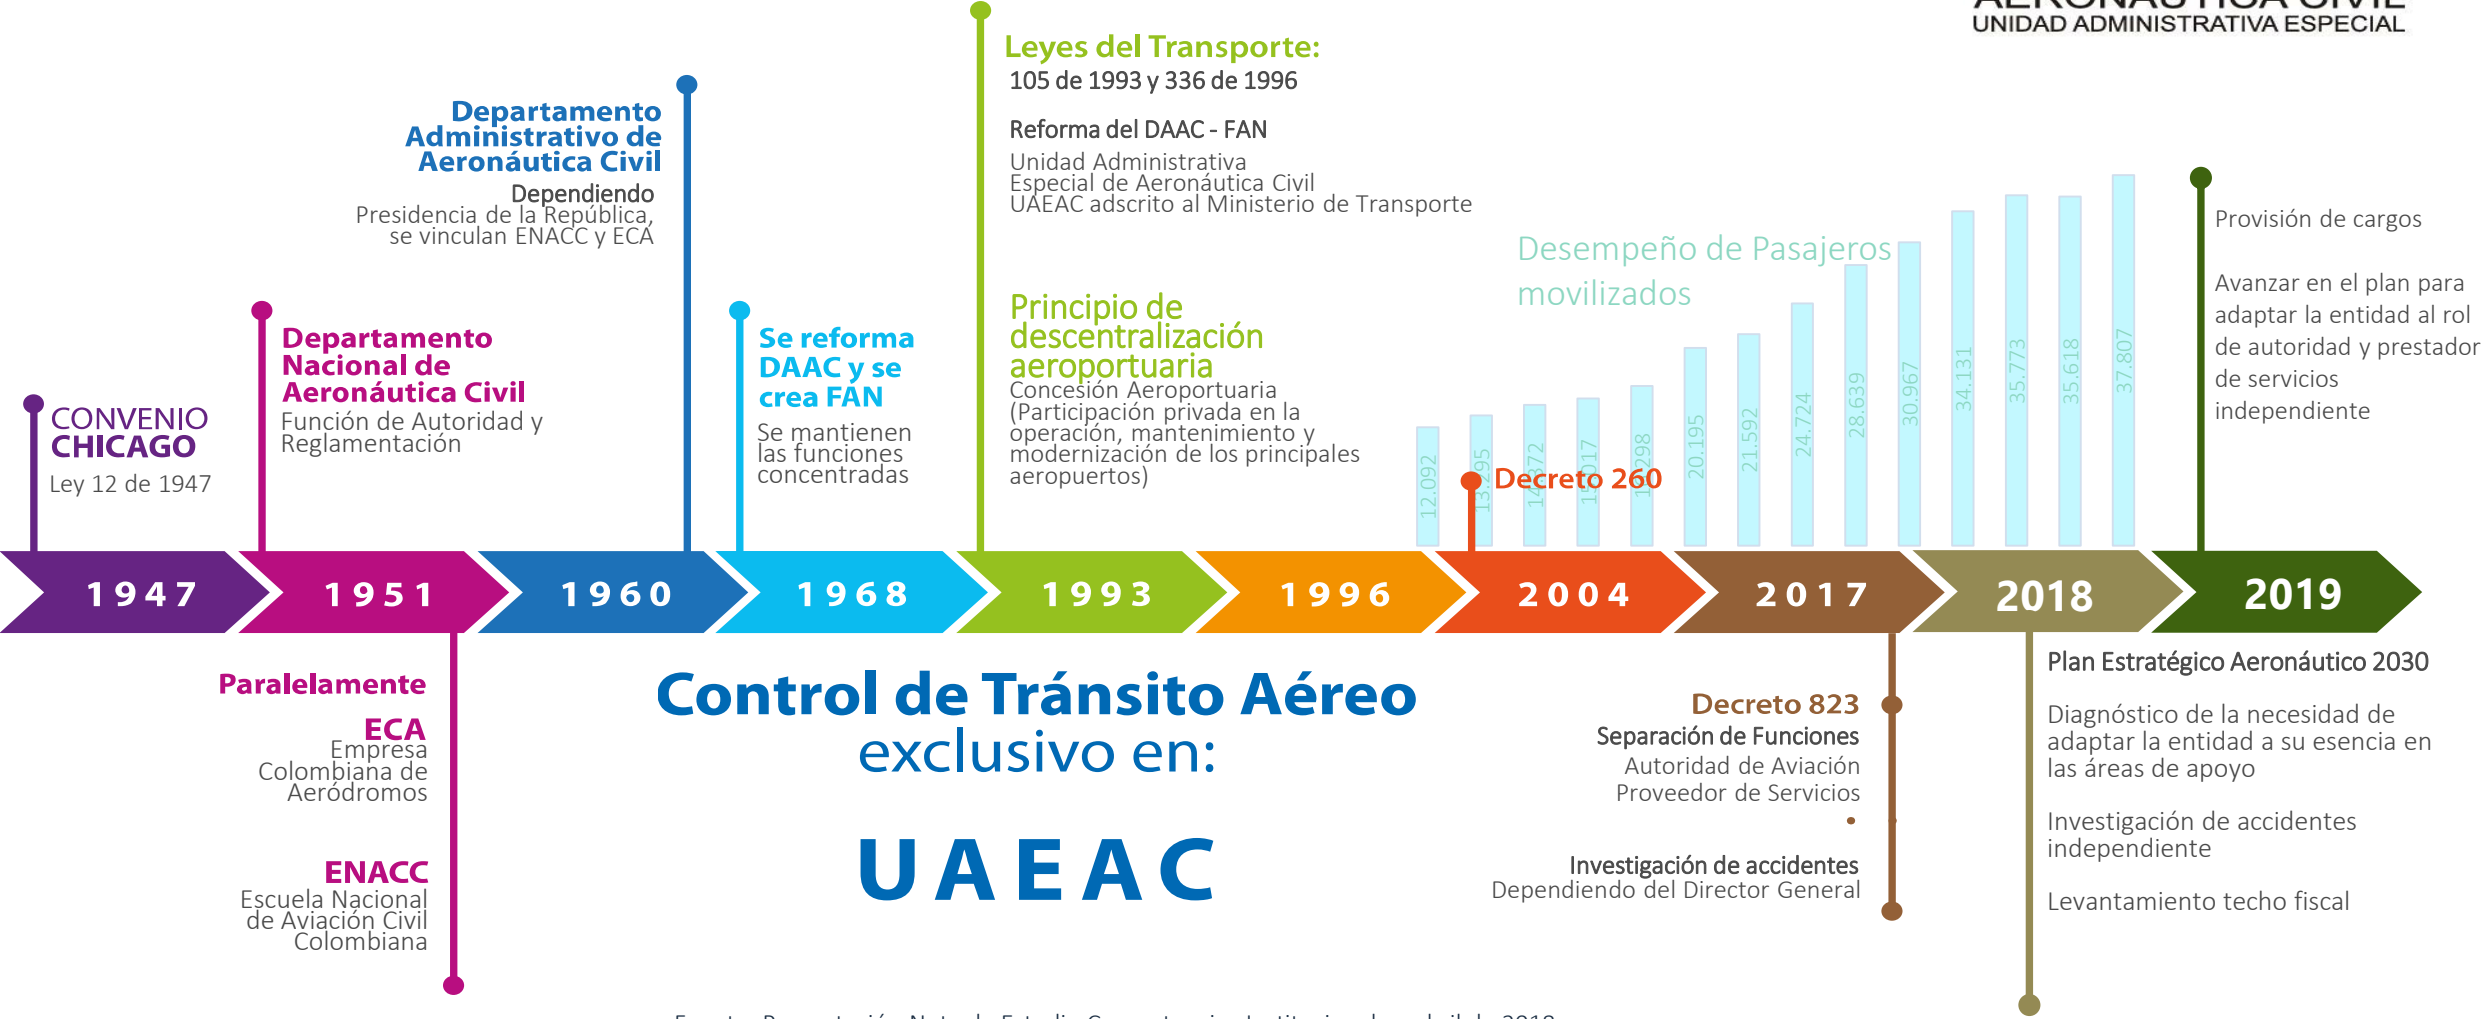 AERONÁUTICA CIVIL
UNIDAD ADMINISTRATIVA ESPECIAL
CONVENIO
CHICAGO
Ley 12 de 1947
Departamento
Nacional de
Aeronáutica Civil
Función de Autoridad y
Reglamentación
Departamento
Administrativo de
Aeronáutica Civil
Dependiendo
Presidencia de la República,
se vinculan ENACC y ECA
Se reforma
DAAC y se
crea FAN
Se mantienen
las funciones
concentradas
Leyes del Transporte:
105 de 1993 y 336 de 1996
Reforma del DAAC - FAN
Unidad Administrativa
Especial de Aeronáutica Civil
UAEAC adscrito al Ministerio de Transporte
Principio de
descentralización
aeroportuaria
Concesión Aeroportuaria
(Participación privada en la
operación, mantenimiento y
modernización de los principales
aeropuertos)
Desempeño de Pasajeros
movilizados
12.092
20.195
21.592
24.724
28.639
30.967
34.131
35.773
35.618
37.807
Decreto 260
Provisión de cargos
Avanzar en el plan para
adaptar la entidad al rol
de autoridad y prestador
de servicios
independiente
1947
1951
1960
1968
1993
1996
2004
2017
2018
2019
Paralelamente
ECA
Empresa
Colombiana de
Aeródromos
ENACC
Escuela Nacional
de Aviación Civil
Colombiana
Control de Tránsito Aéreo
exclusivo en:
UAEAC
Decreto 823
Separación de Funciones
Autoridad de Aviación
Proveedor de Servicios
•
Investigación de accidentes
Dependiendo del Director General
Plan Estratégico Aeronáutico 2030
Diagnóstico de la necesidad de
adaptar la entidad a su esencia en
las áreas de apoyo
Investigación de accidentes
independiente
Levantamiento techo fiscal